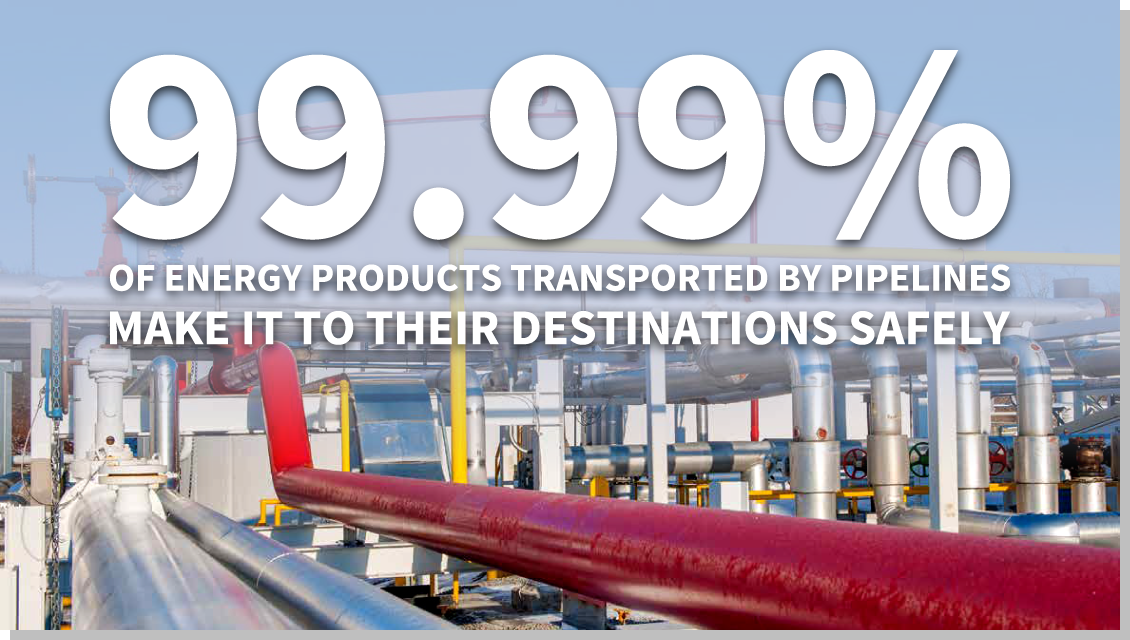 99.99%
OF ENERGY PRODUCTS TRANSPORTED BY PIPELINES
MAKE IT TO THEIR DESTINATIONS SAFELY